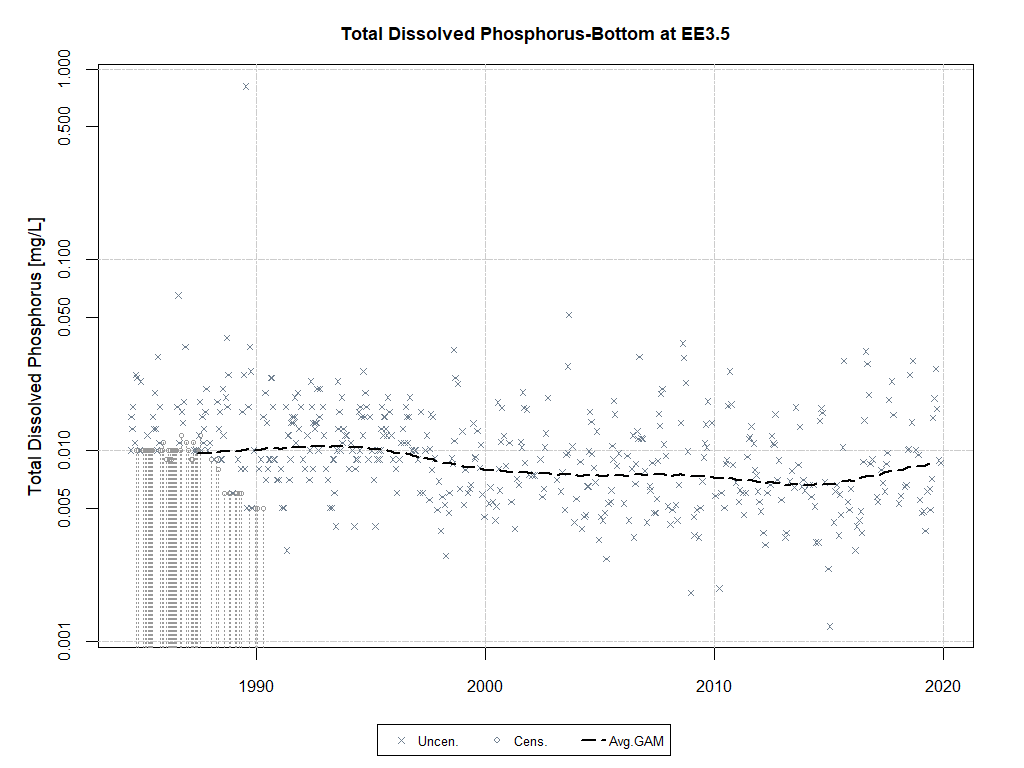 Total Dissolved Phosphorus-Bottom at EE3.5
Total Dissolved Phosphorus [mg/L]
1.000
0.500
0.100
0.050
0.010
0.005
0.001
1990
2000
2010
2020
Uncen.
Cens.
Avg.GAM